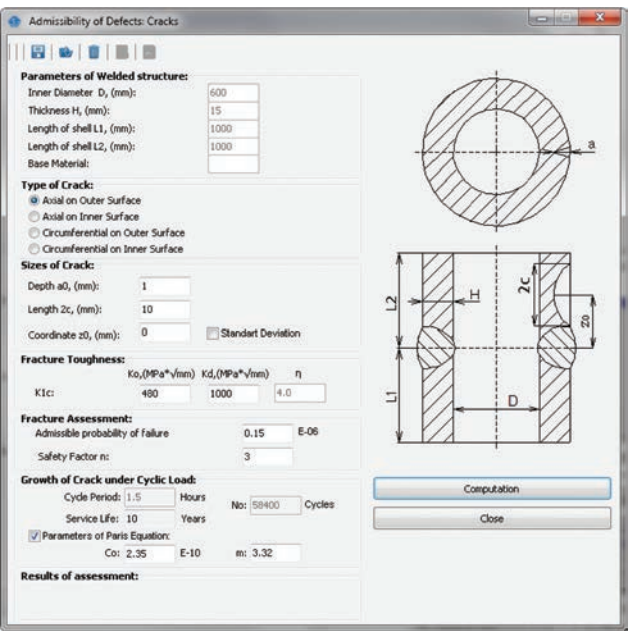 Admissibility of Defects: Cracks
Parameters of Welded structure:
Inner Diameter D, (mm): 600
Thickness H, (mm): 15
Length of shell L1, (mm): 1000
Length of shell L2, (mm): 1000
Base Material:
Type of Crack:
Axial on Outer Surface
Axial on Inner Surface
Circumferential on Outer Surface
Circumferential on Inner Surface
Sizes of Crack:
Depth a0, (mm): 1
Length 2c, (mm): 10
Coordinate z0, (mm): 0 Standart Deviation
Fracture Toughness:
Ko,(MPa*√mm) Kd,(MPa*√mm) η
K1c: 480 1000 4.0
Fracture Assessment:
Admissible probability of failure 0.15 E-06
Safety Factor n: 3
Growth of Crack under Cyclic Load:
Cycle Period: 1.5 Hours No: 58400 Cycles
Service Life: 10 Years
Parameters of Paris Equation:
Co: 2.35 E-10 m: 3.32
Results of assessment:
a
L2
H
2c
Z0
L1
D
Computation
Close